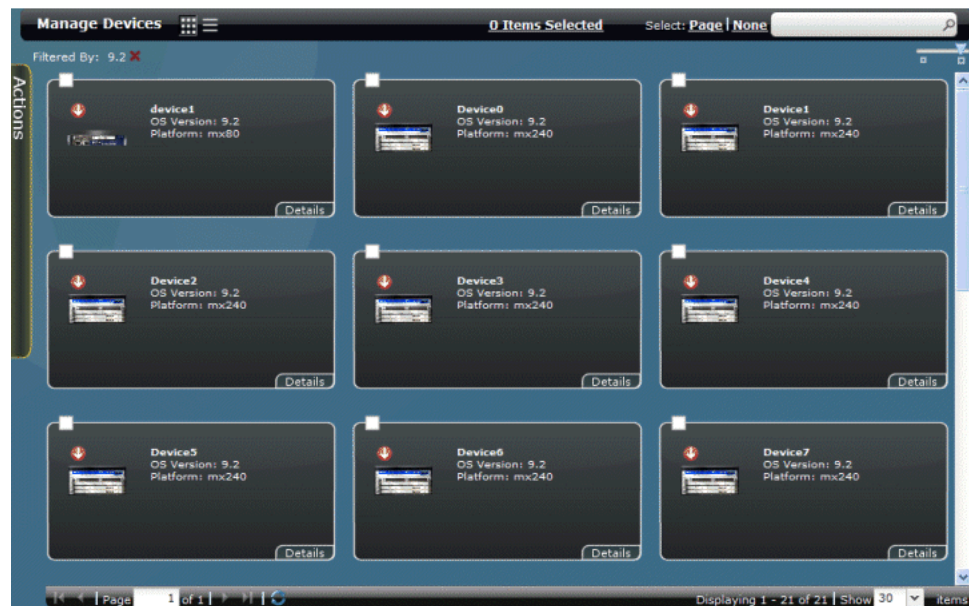 Manage Devices
0 Items Selected
Select: Page | None
Filtered By: 9.2
Actions
device1
OS Version: 9.2
Platform: mx80
Details
Device0
OS Version: 9.2
Platform: mx240
Details
Device1
OS Version: 9.2
Platform: mx240
Details
Device2
OS Version: 9.2
Platform: mx240
Details
Device3
OS Version: 9.2
Platform: mx240
Details
Device4
OS Version: 9.2
Platform: mx240
Details
Device5
OS Version: 9.2
Platform: mx240
Details
Device6
OS Version: 9.2
Platform: mx240
Details
Device7
OS Version: 9.2
Platform: mx240
Details
Page 1 of 1
Displaying 1 - 21 of 21 | Show 30 items